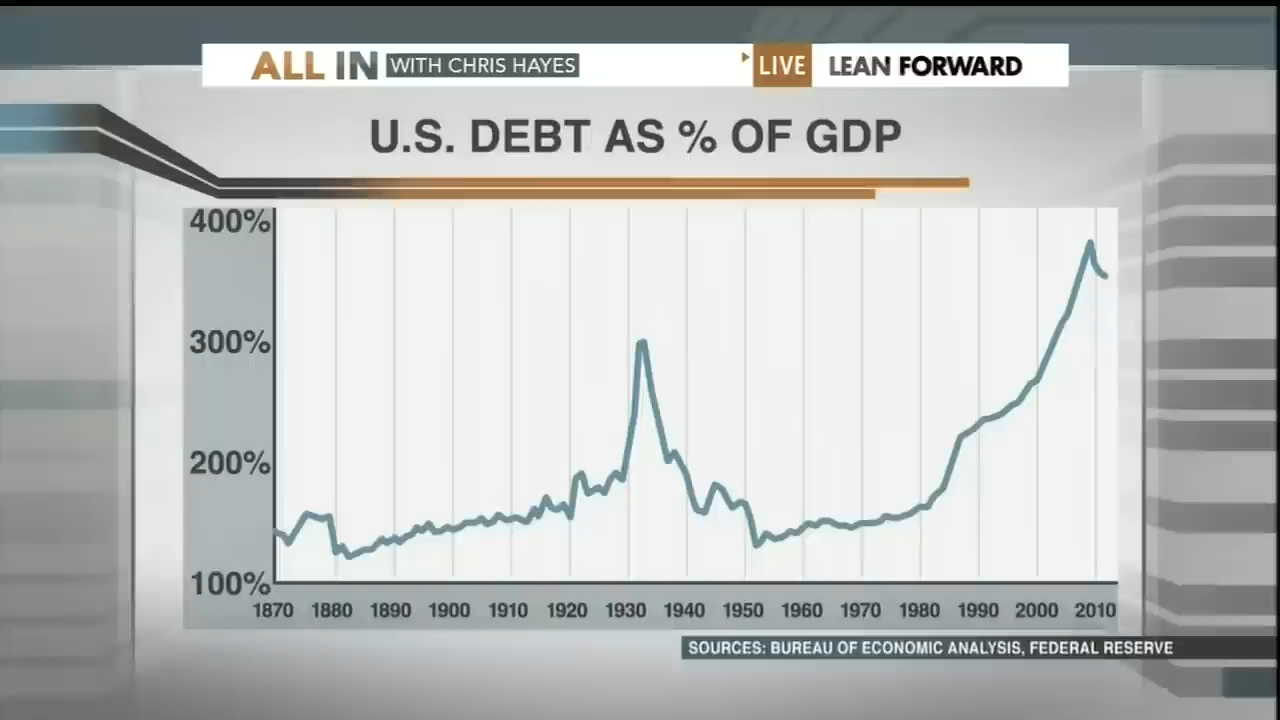 ALL IN WITH CHRIS HAYES
LIVE LEAN FORWARD
U.S. DEBT AS % OF GDP
400%
300%
200%
100%
1870 1880 1890 1900 1910 1920 1930 1940 1950 1960 1970 1980 1990 2000 2010
SOURCES: BUREAU OF ECONOMIC ANALYSIS, FEDERAL RESERVE